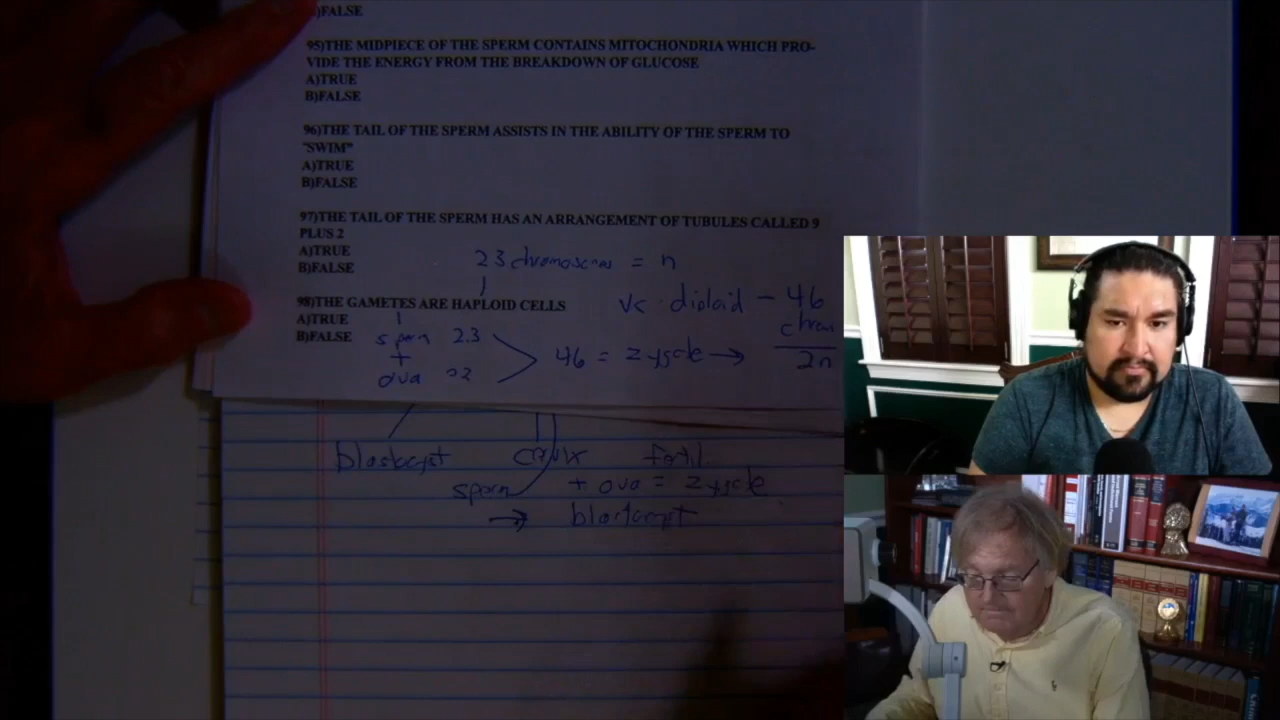 B)FALSE
95)THE MIDPIECE OF THE SPERM CONTAINS MITOCHONDRIA WHICH PRO-
VIDE THE ENERGY FROM THE BREAKDOWN OF GLUCOSE
A)TRUE
B)FALSE
96)THE TAIL OF THE SPERM ASSISTS IN THE ABILITY OF THE SPERM TO
"SWIM"
A)TRUE
B)FALSE
97)THE TAIL OF THE SPERM HAS AN ARRANGEMENT OF TUBULES CALLED 9
PLUS 2
A)TRUE
B)FALSE
23 = n
98)THE GAMETES ARE HAPLOID CELLS
A)TRUE
B)FALSE
vs. diploid - 46
chrom
2n
sperm 23
+
ova
46 = zygote →
blastocyst
cervix
fertil
sperm
+ ova = zygote
→ blastocyst